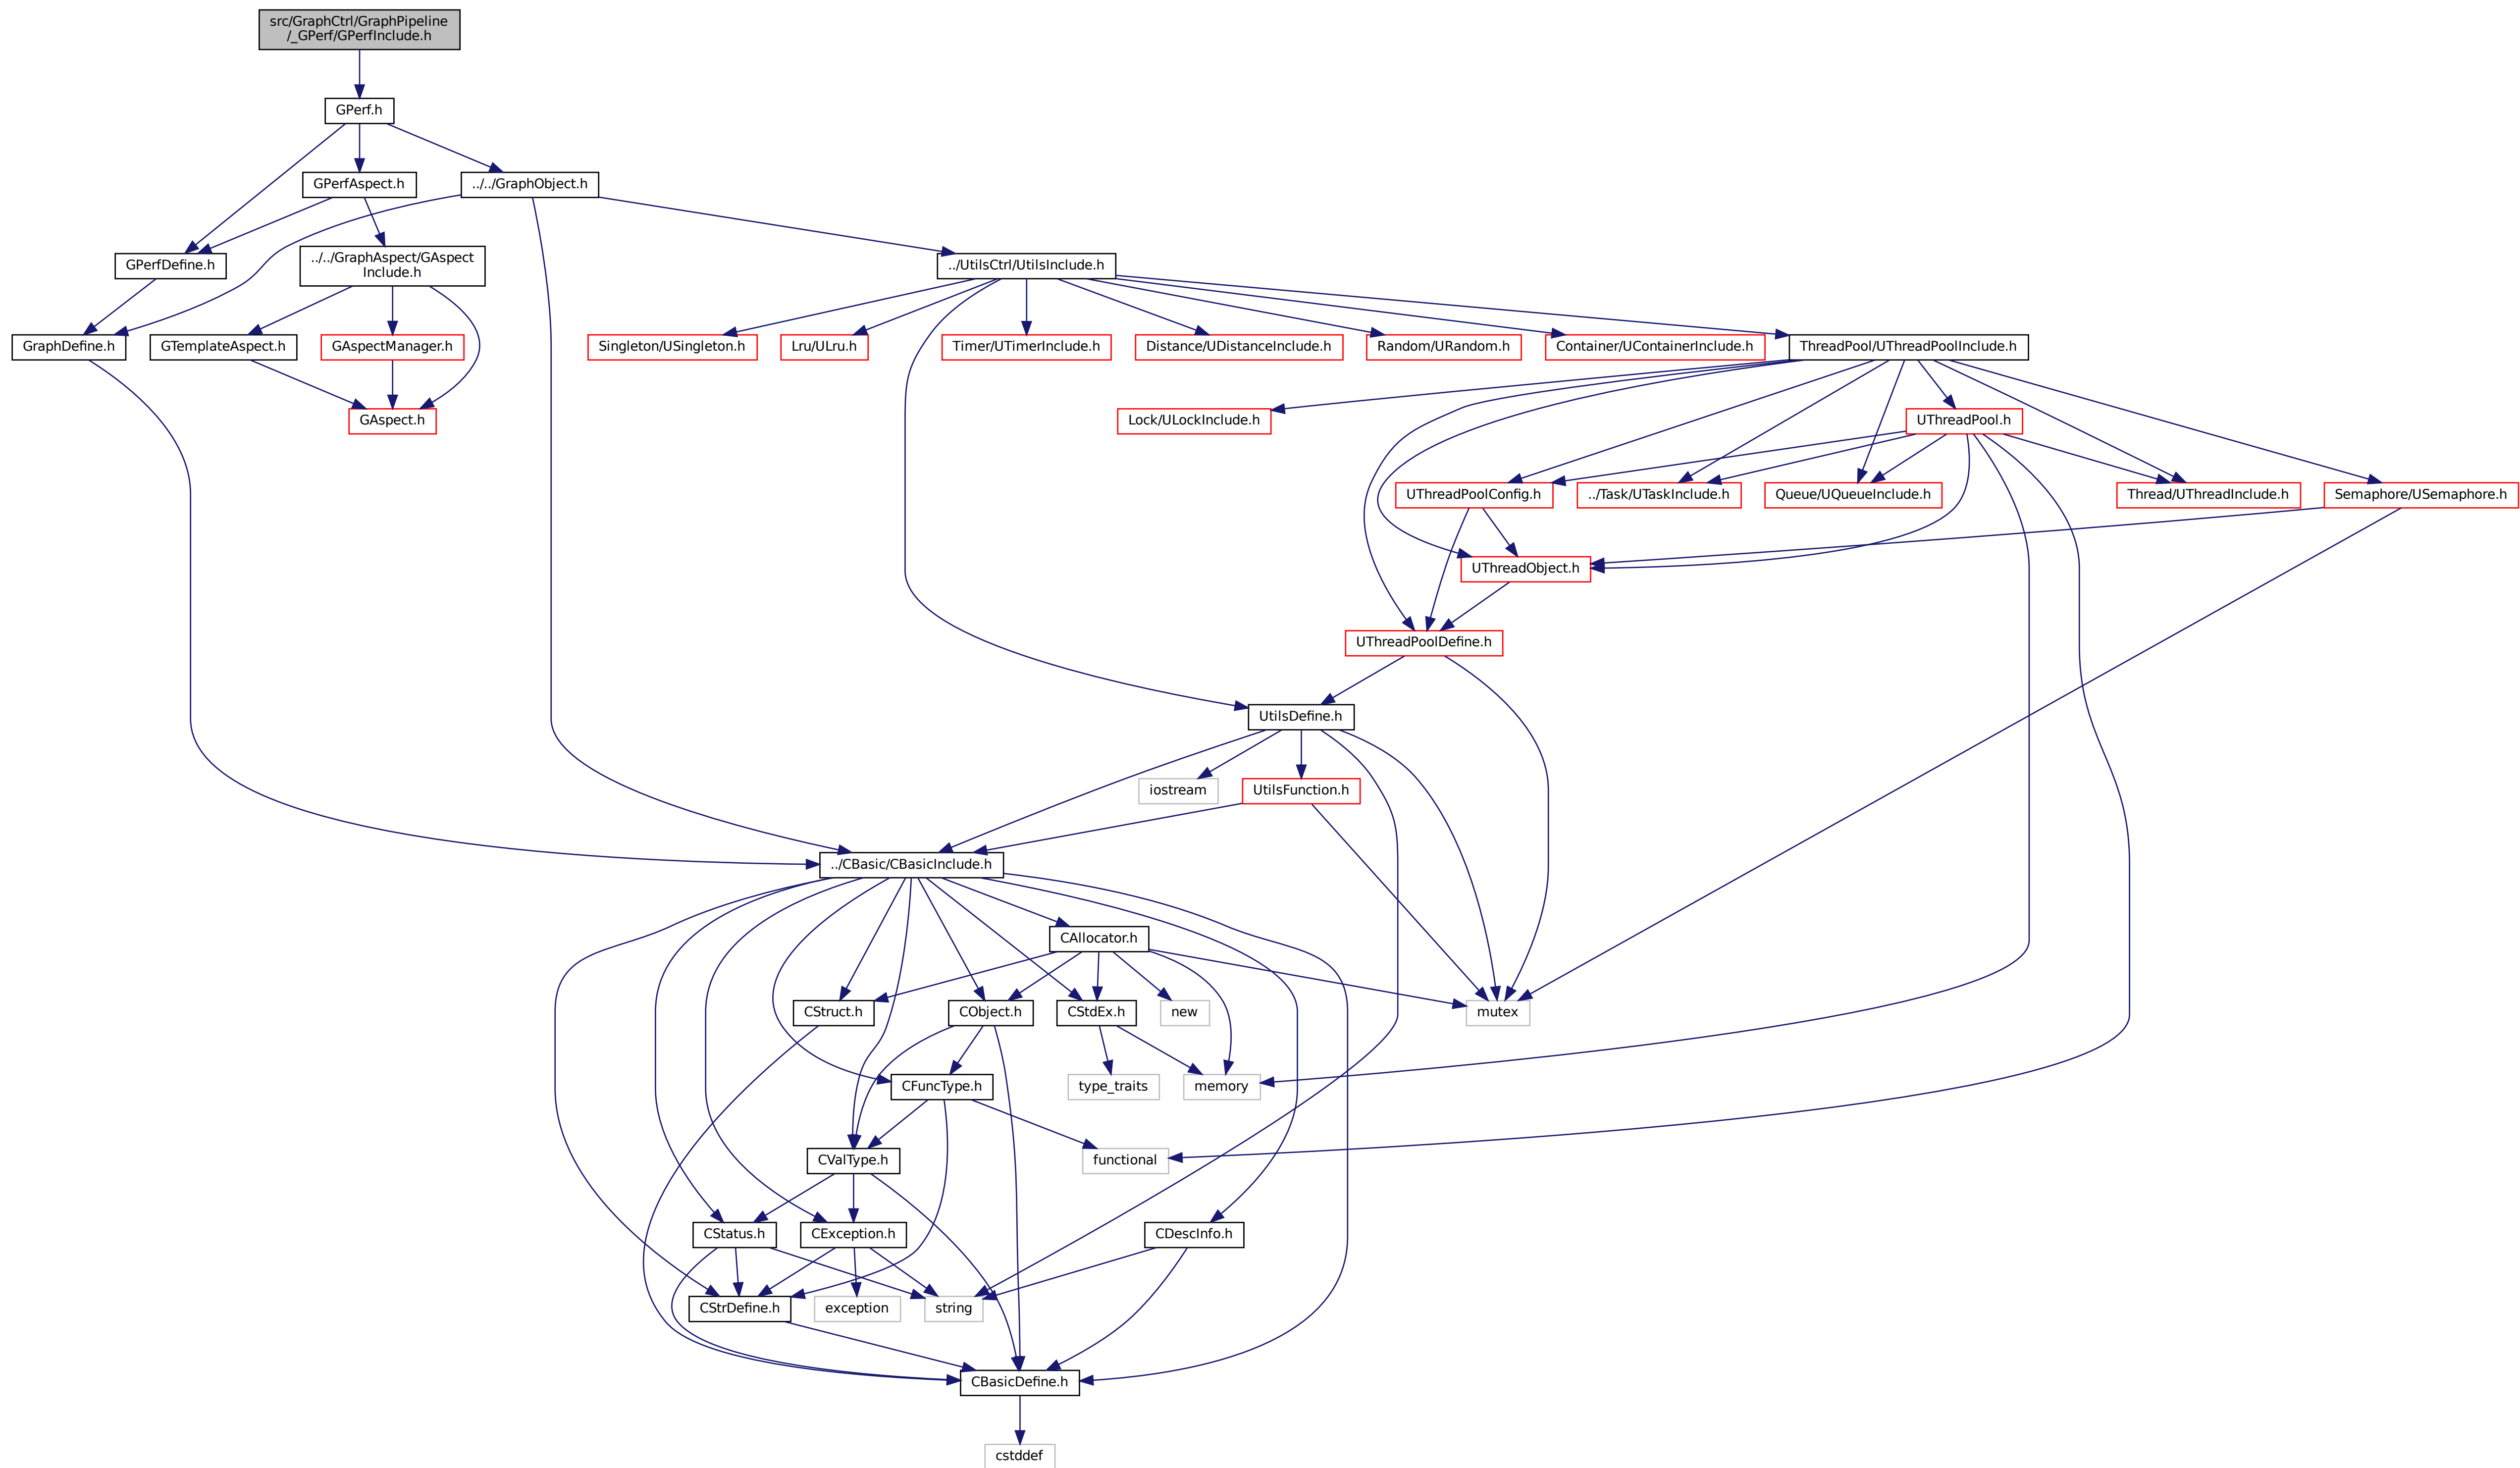 src/GraphCtrl/GraphPipeline
/_GPerf/GPerfInclude.h
GPerf.h
GPerfAspect.h
../../GraphObject.h
GPerfDefine.h
../../GraphAspect/GAspect
Include.h
../UtilsCtrl/UtilsInclude.h
GraphDefine.h
GTemplateAspect.h
GAspectManager.h
Singleton/USingleton.h
Lru/ULru.h
Timer/UTimerInclude.h
Distance/UDistanceInclude.h
Random/URandom.h
Container/UContainerInclude.h
ThreadPool/UThreadPoolInclude.h
GAspect.h
Lock/ULockInclude.h
UThreadPool.h
UThreadPoolConfig.h
../Task/UTaskInclude.h
Queue/UQueueInclude.h
Thread/UThreadInclude.h
Semaphore/USemaphore.h
UThreadObject.h
UThreadPoolDefine.h
UtilsDefine.h
iostream
UtilsFunction.h
../CBasic/CBasicInclude.h
CAllocator.h
CStruct.h
CObject.h
CStdEx.h
new
mutex
CFuncType.h
type_traits
memory
CValType.h
functional
CStatus.h
CException.h
CDescInfo.h
CStrDefine.h
exception
string
CBasicDefine.h
cstddef